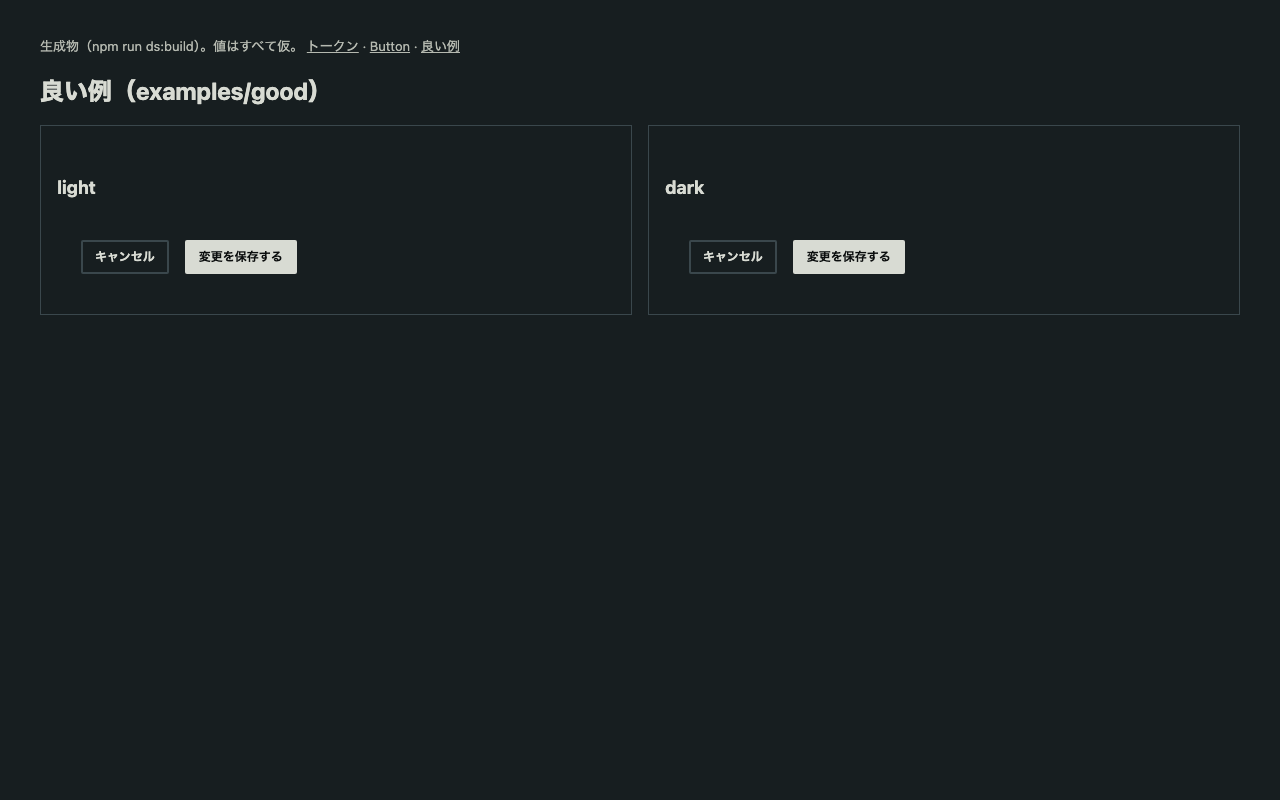 生成物（npm run ds:build）。値はすべて仮。 トークン · Button · 良い例
良い例（examples/good）
light
キャンセル 変更を保存する
dark
キャンセル 変更を保存する